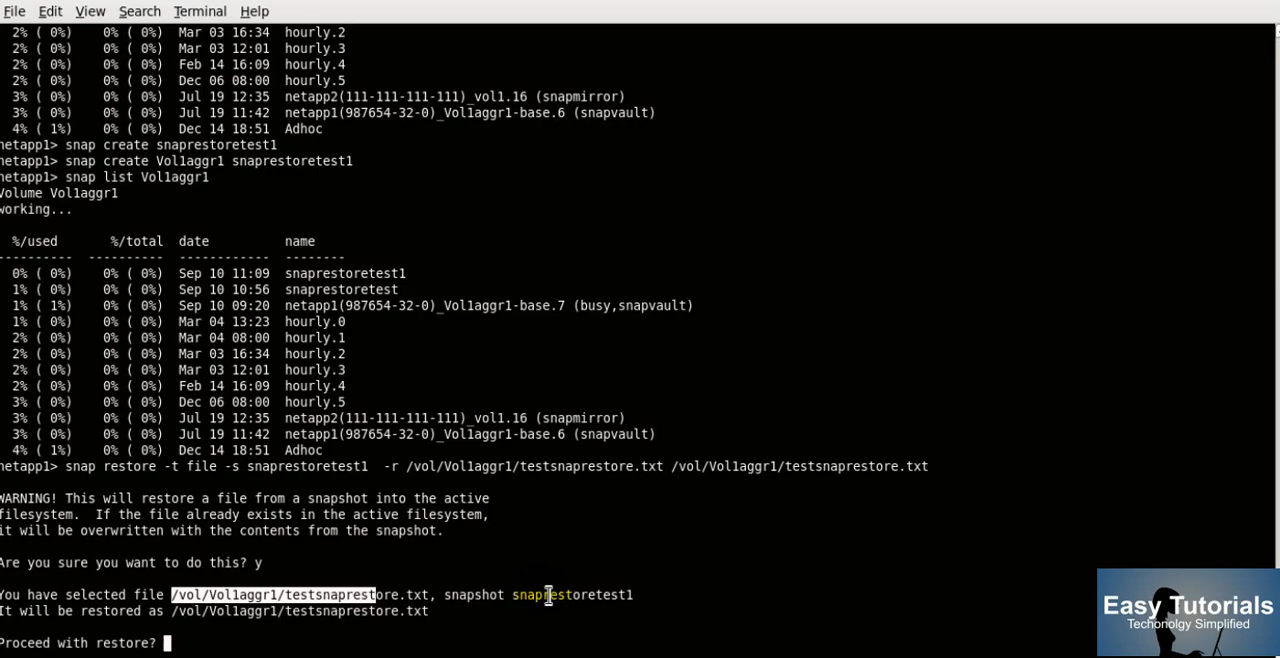 File Edit View Search Terminal Help
2% ( 0%) 0% ( 0%) Mar 03 16:34 hourly.2
2% ( 0%) 0% ( 0%) Mar 03 12:01 hourly.3
2% ( 0%) 0% ( 0%) Feb 14 16:09 hourly.4
2% ( 0%) 0% ( 0%) Dec 06 08:00 hourly.5
3% ( 0%) 0% ( 0%) Jul 19 12:35 netapp2(111-111-111-111)_vol1.16 (snapmirror)
3% ( 0%) 0% ( 0%) Jul 19 11:42 netapp1(987654-32-0)_Vol1aggr1-base.6 (snapvault)
4% ( 1%) 0% ( 0%) Dec 14 18:51 Adhoc
netapp1> snap create snaprestoretest1
netapp1> snap create Vol1aggr1 snaprestoretest1
netapp1> snap list Vol1aggr1
Volume Vol1aggr1
working...
%/used %/total date name
---------- ---------- ------------ --------
0% ( 0%) 0% ( 0%) Sep 10 11:09 snaprestoretest1
1% ( 0%) 0% ( 0%) Sep 10 10:56 snaprestoretest
1% ( 1%) 0% ( 0%) Sep 10 09:20 netapp1(987654-32-0)_Vol1aggr1-base.7 (busy,snapvault)
1% ( 0%) 0% ( 0%) Mar 04 13:23 hourly.0
2% ( 0%) 0% ( 0%) Mar 04 08:00 hourly.1
2% ( 0%) 0% ( 0%) Mar 03 16:34 hourly.2
2% ( 0%) 0% ( 0%) Mar 03 12:01 hourly.3
2% ( 0%) 0% ( 0%) Feb 14 16:09 hourly.4
3% ( 0%) 0% ( 0%) Dec 06 08:00 hourly.5
3% ( 0%) 0% ( 0%) Jul 19 12:35 netapp2(111-111-111-111)_vol1.16 (snapmirror)
3% ( 0%) 0% ( 0%) Jul 19 11:42 netapp1(987654-32-0)_Vol1aggr1-base.6 (snapvault)
4% ( 1%) 0% ( 0%) Dec 14 18:51 Adhoc
netapp1> snap restore -t file -s snaprestoretest1 -r /vol/Vol1aggr1/testsnaprestore.txt /vol/Vol1aggr1/testsnaprestore.txt
WARNING! This will restore a file from a snapshot into the active
filesystem. If the file already exists in the active filesystem,
it will be overwritten with the contents from the snapshot.
Are you sure you want to do this? y
You have selected file /vol/Vol1aggr1/testsnaprestore.txt, snapshot snaprestoretest1
It will be restored as /vol/Vol1aggr1/testsnaprestore.txt
Proceed with restore?
Easy Tutorials
Techonolgy Simplified